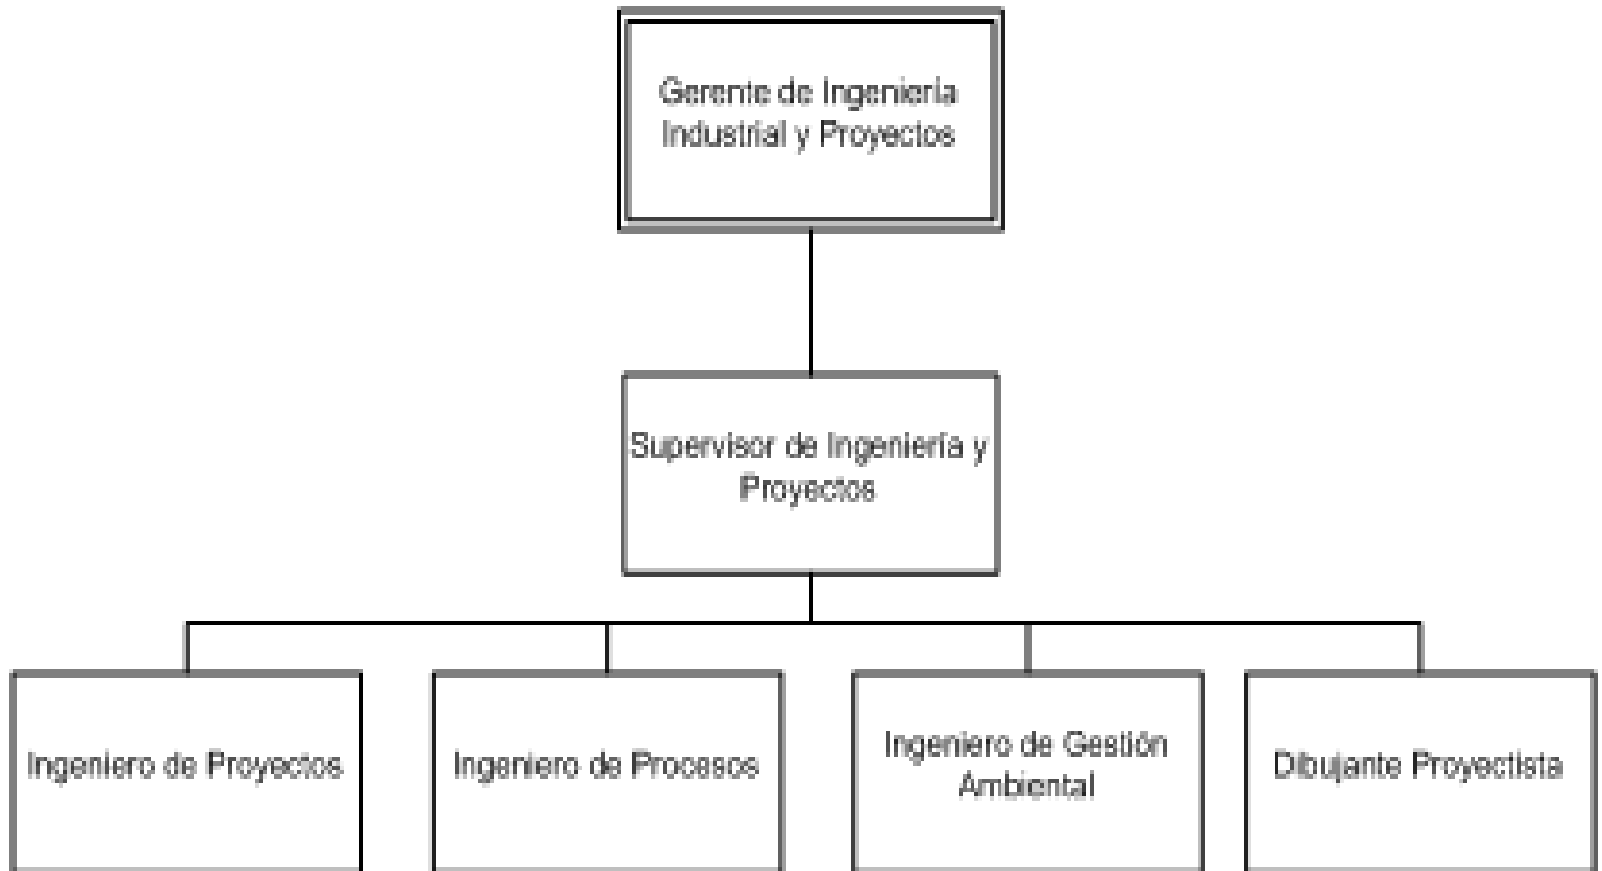 Gerente de Ingeniería
Industrial y Proyectos
Supervisor de Ingeniería y
Proyectos
Ingeniero de Proyectos
Ingeniero de Procesos
Ingeniero de Gestión
Ambiental
Dibujante Proyectista